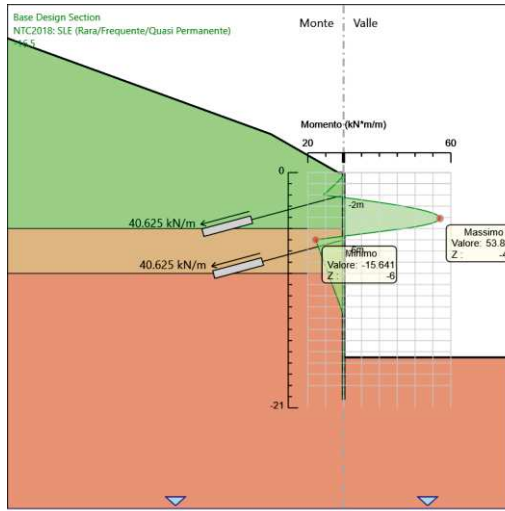 Base Design Section
NTC2018: SLE (Rara/Frequente/Quasi Permanente)
Monte Valle
Momento (kN*m/m)
20 60
0
-2m
40.625 kN/m
Massimo
Valore: 53.8
Z :
40.625 kN/m
Minimo
Valore: -15.641
Z : -6
-21